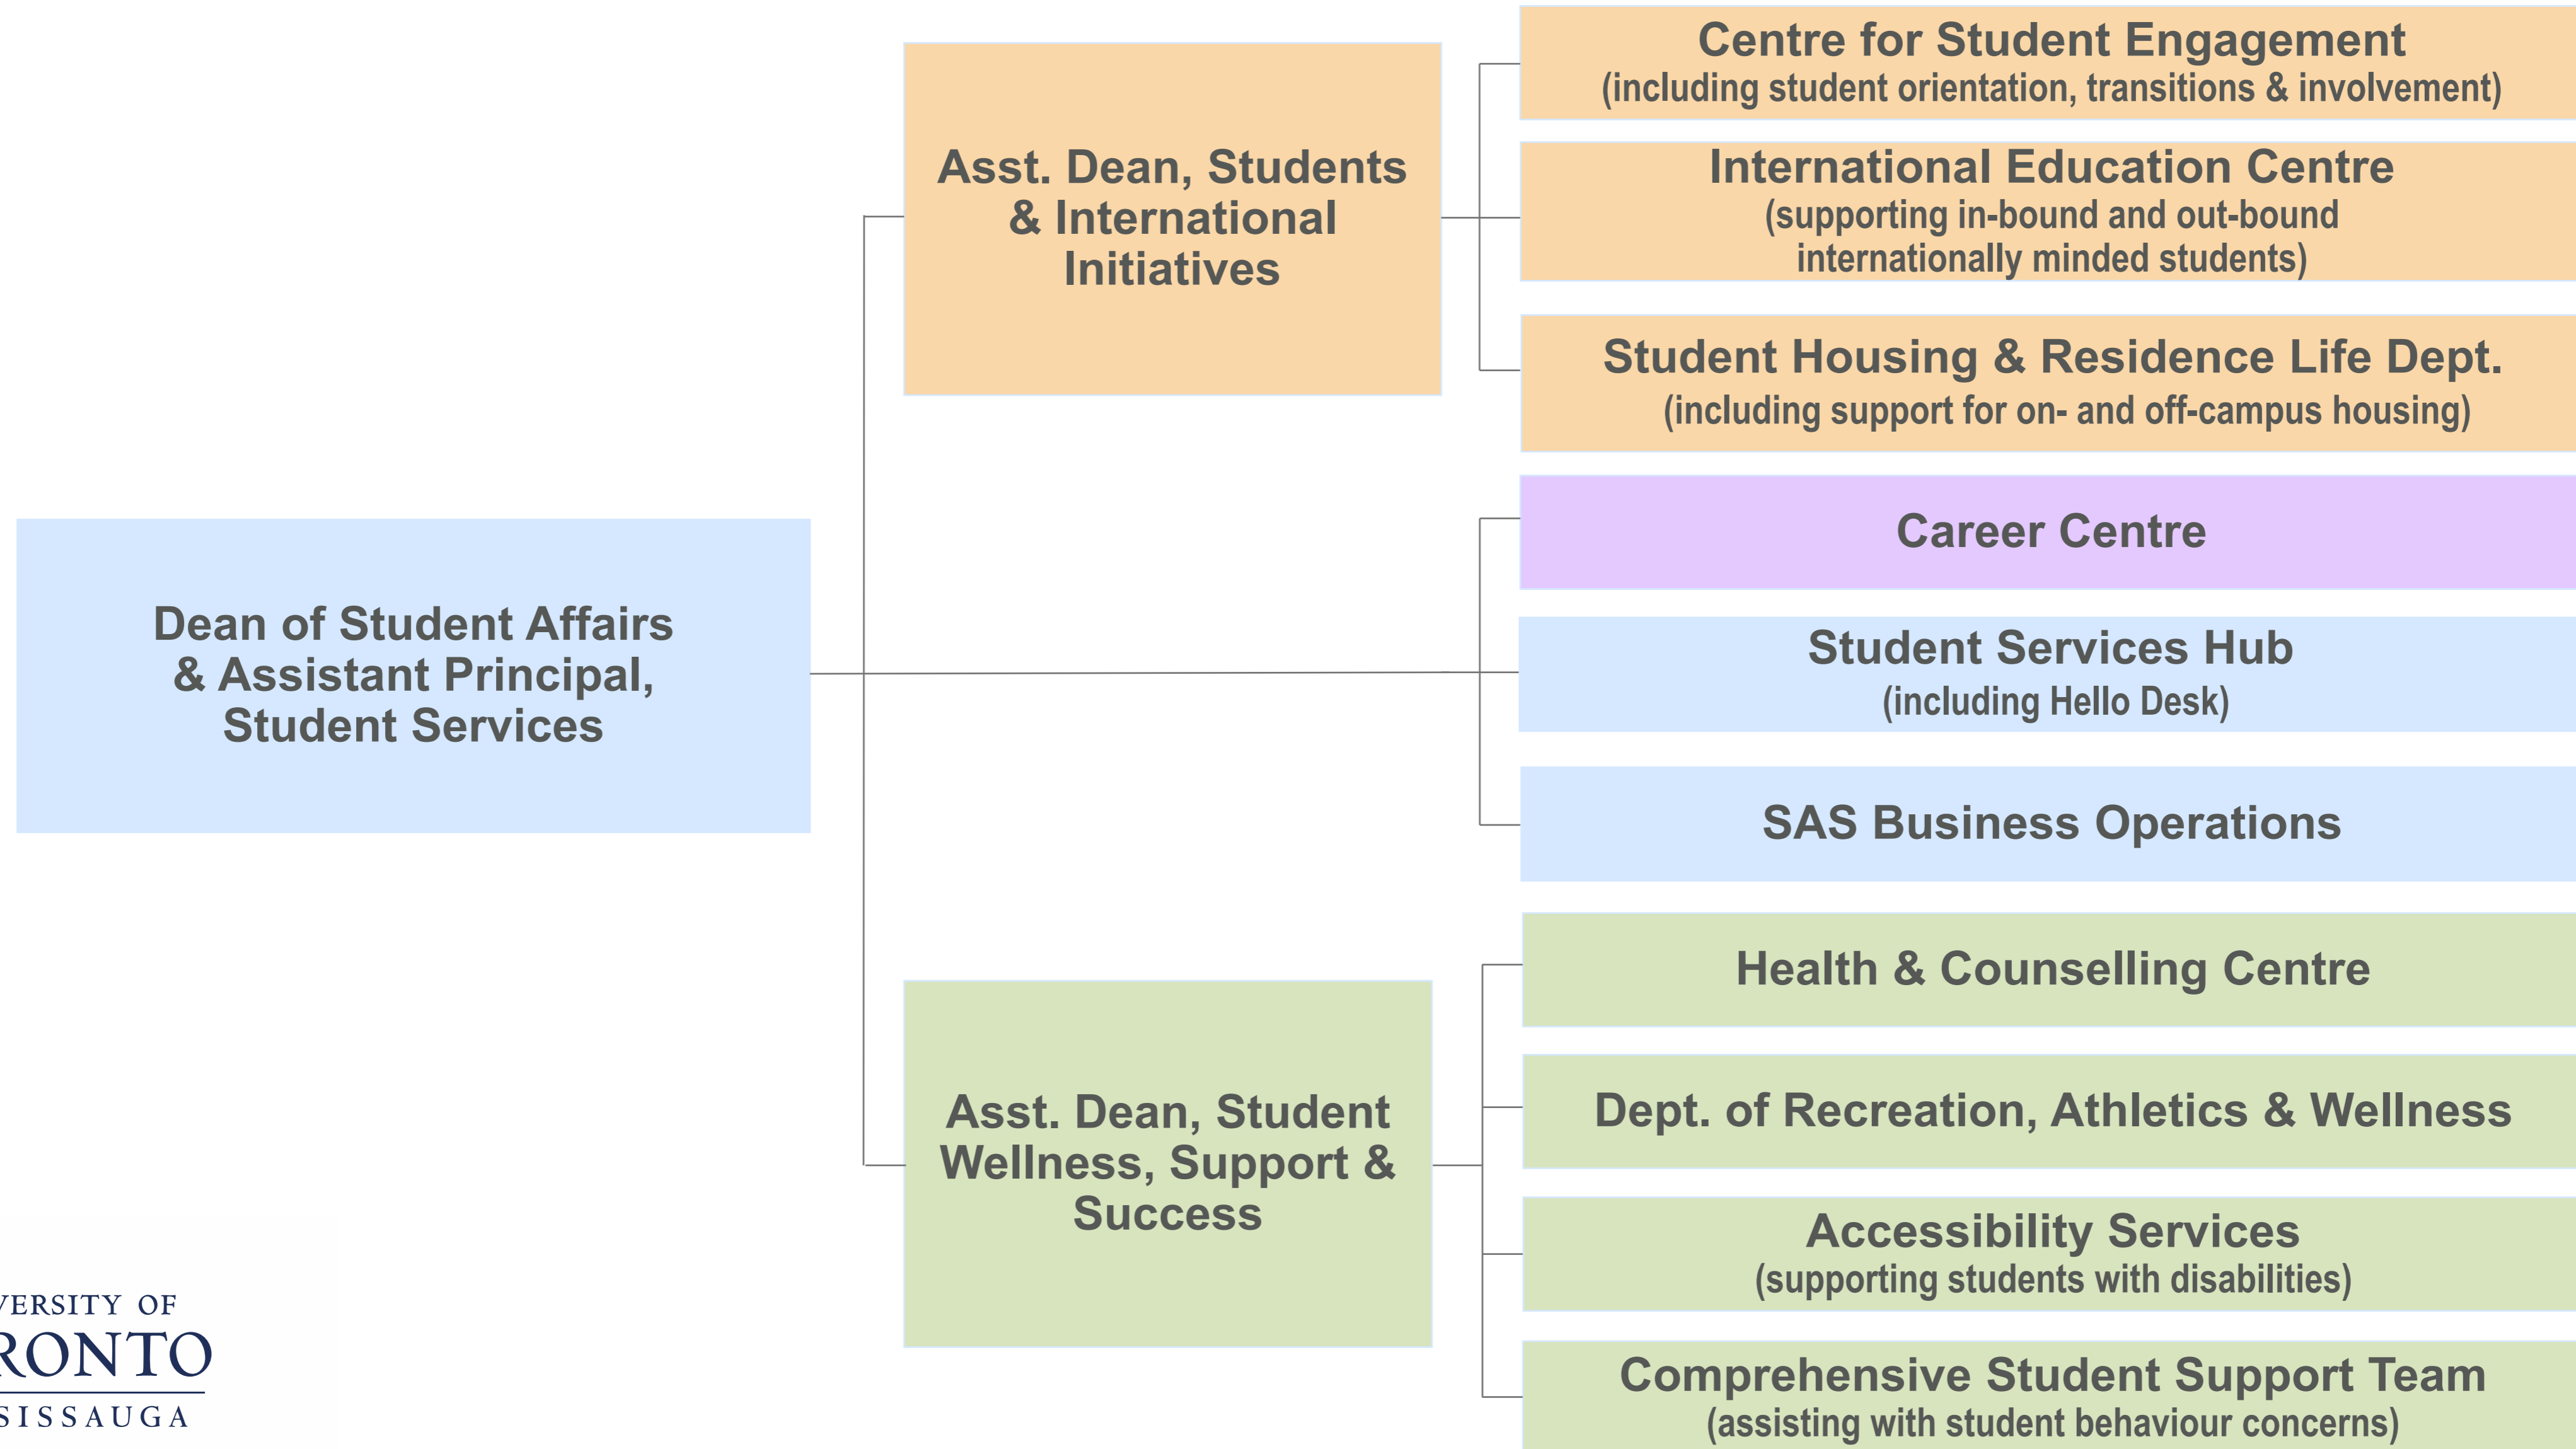 Centre for Student Engagement
(including student orientation, transitions & involvement)
Asst. Dean, Students
& International
Initiatives
International Education Centre
(supporting in-bound and out-bound
internationally minded students)
Student Housing & Residence Life Dept.
(including support for on- and off-campus housing)
Career Centre
Dean of Student Affairs
& Assistant Principal,
Student Services
Student Services Hub
(including Hello Desk)
SAS Business Operations
Health & Counselling Centre
Asst. Dean, Student
Wellness, Support &
Success
Dept. of Recreation, Athletics & Wellness
Accessibility Services
(supporting students with disabilities)
Comprehensive Student Support Team
(assisting with student behaviour concerns)
VERSITY OF
RONTO
SISSAUGA